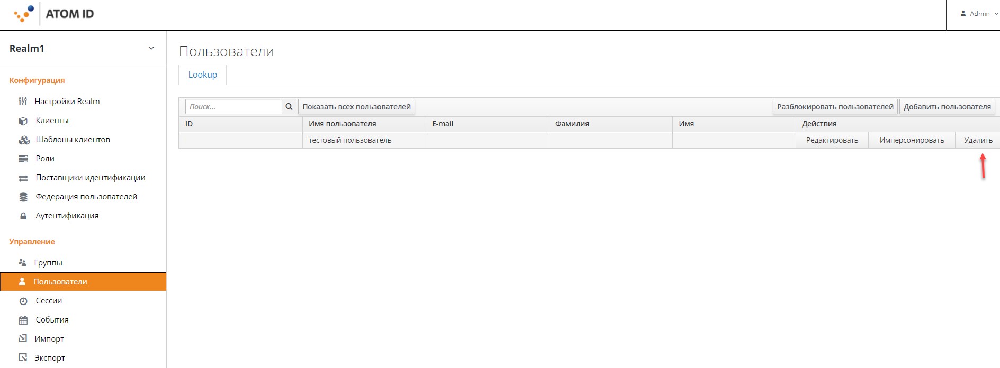 ATOM ID
Admin
Realm1
Конфигурация
Настройки Realm
Клиенты
Шаблоны клиентов
Роли
Поставщики идентификации
Федерация пользователей
Аутентификация
Управление
Группы
Пользователи
Сессии
События
Импорт
Экспорт
Пользователи
Lookup
Поиск... Показать всех пользователей Разблокировать пользователей Добавить пользователя
ID Имя пользователя E-mail Фамилия Имя Действия
тестовый пользователь Редактировать Имперсонировать Удалить